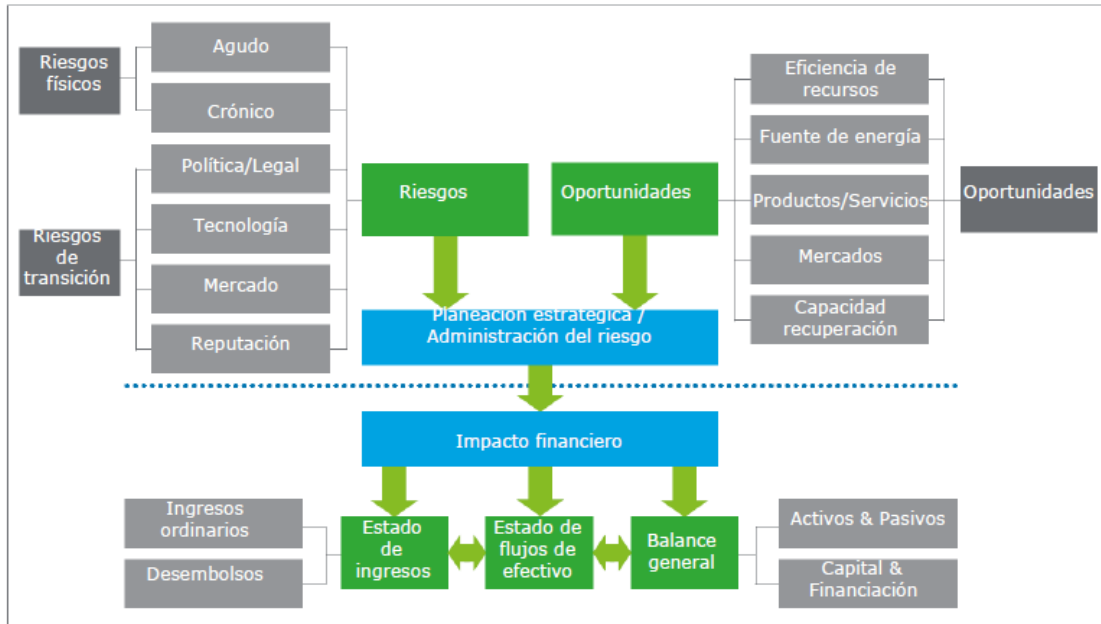 Riesgos
físicos
Agudo
Crónico
Riesgos
de
transición
Política/Legal
Tecnología
Mercado
Reputación
Riesgos
Oportunidades
Eficiencia de
recursos
Fuente de energía
Productos/Servicios
Mercados
Capacidad
recuperación
Oportunidades
Planeación estratégica /
Administración del riesgo
Impacto financiero
Ingresos
ordinarios
Desembolsos
Estado
de
ingresos
Estado de
flujos de
efectivo
Balance
general
Activos & Pasivos
Capital &
Financiación